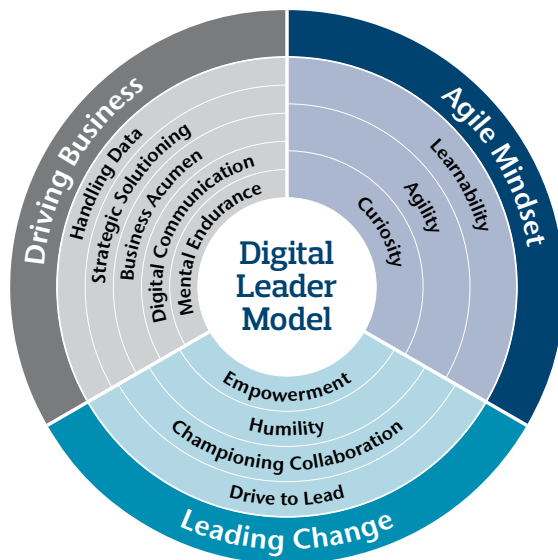 Driving Business
Handling Data
Strategic Solutioning
Business Acumen
Digital Communication
Mental Endurance
Agile Mindset
Learnability
Agility
Curiosity
Digital
Leader
Model
Empowerment
Humility
Championing Collaboration
Drive to Lead
Leading Change